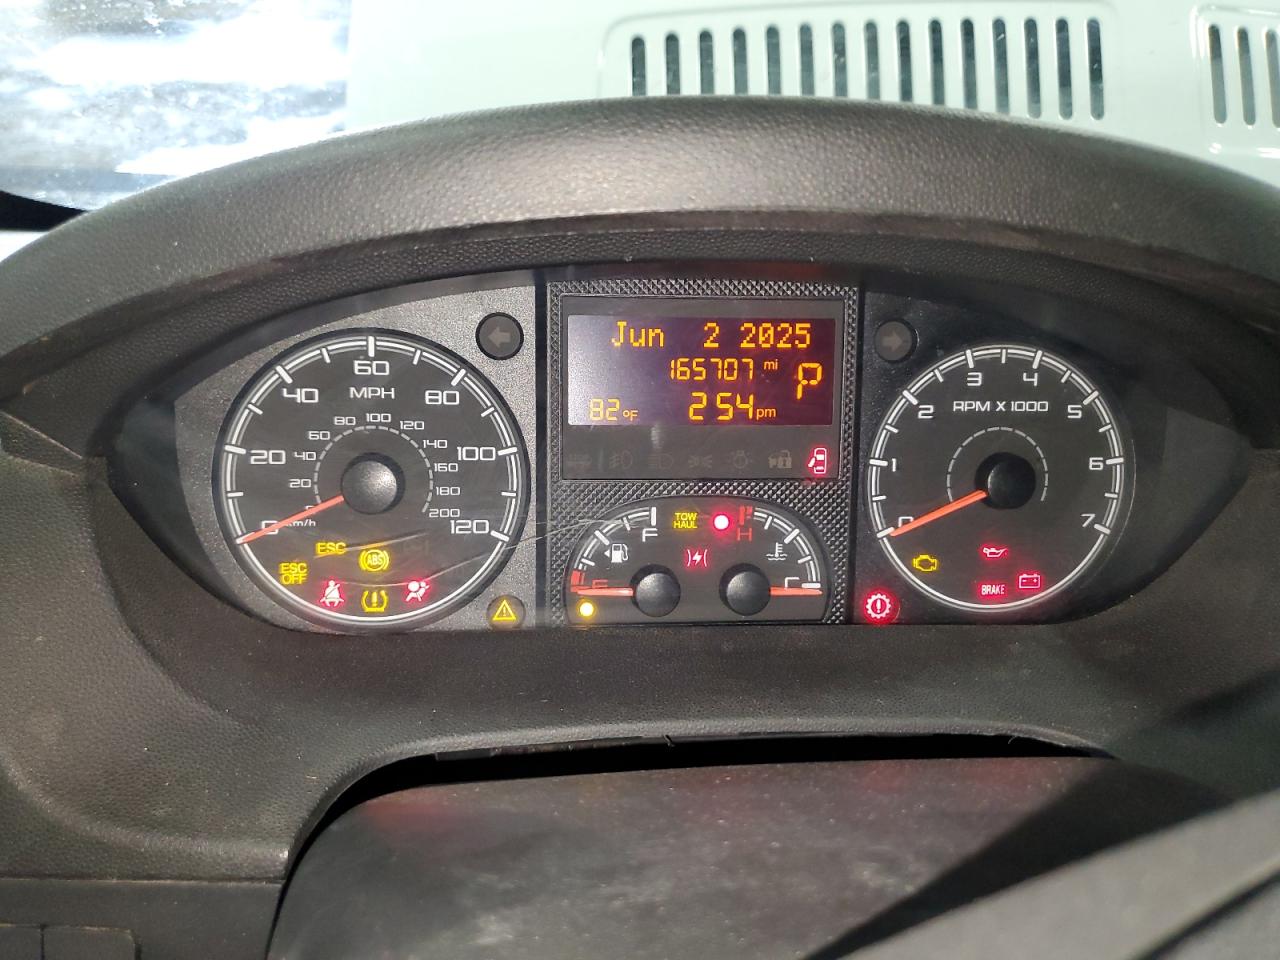 Jun 2 2025
165707 mi
P
82°F 2:54 pm
60
MPH
40 80
80 100 120
60 140
20 40 160 100
20 180
0 km/h 200
0 120
ESC
ABS
ESC
OFF
3 4
2 RPM X 1000 5
1 6
0 7
BRAKE
F TOW
HAUL H
E C